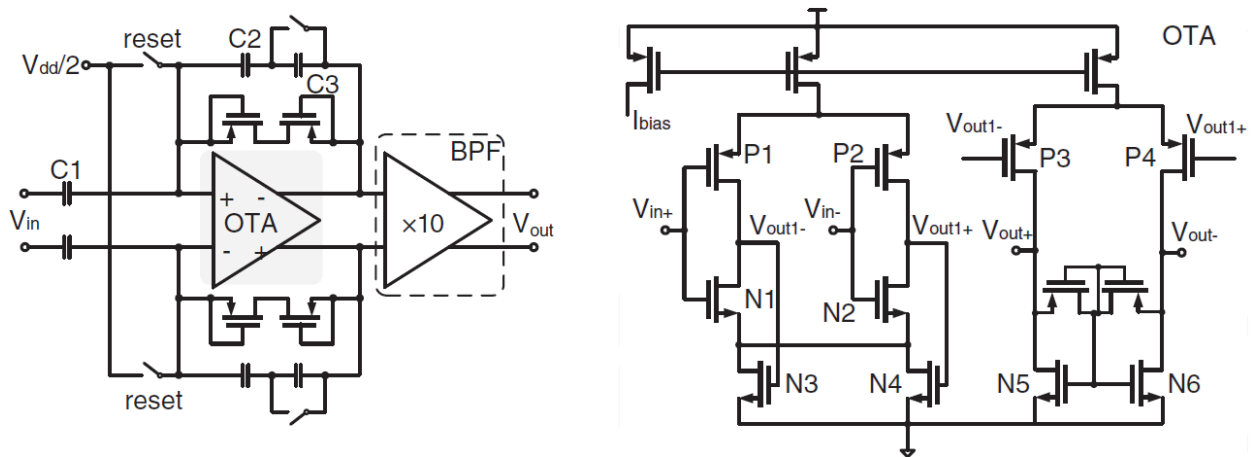 reset
C2
Vdd/2
C3
C1
BPF
+ -
Vin
OTA
×10
Vout
- +
reset
OTA
Ibias
Vout1-
Vout1+
P1
P2
P3
P4
Vin+
Vin-
Vout1-
Vout1+
Vout+
Vout-
N1
N2
N3
N4
N5
N6